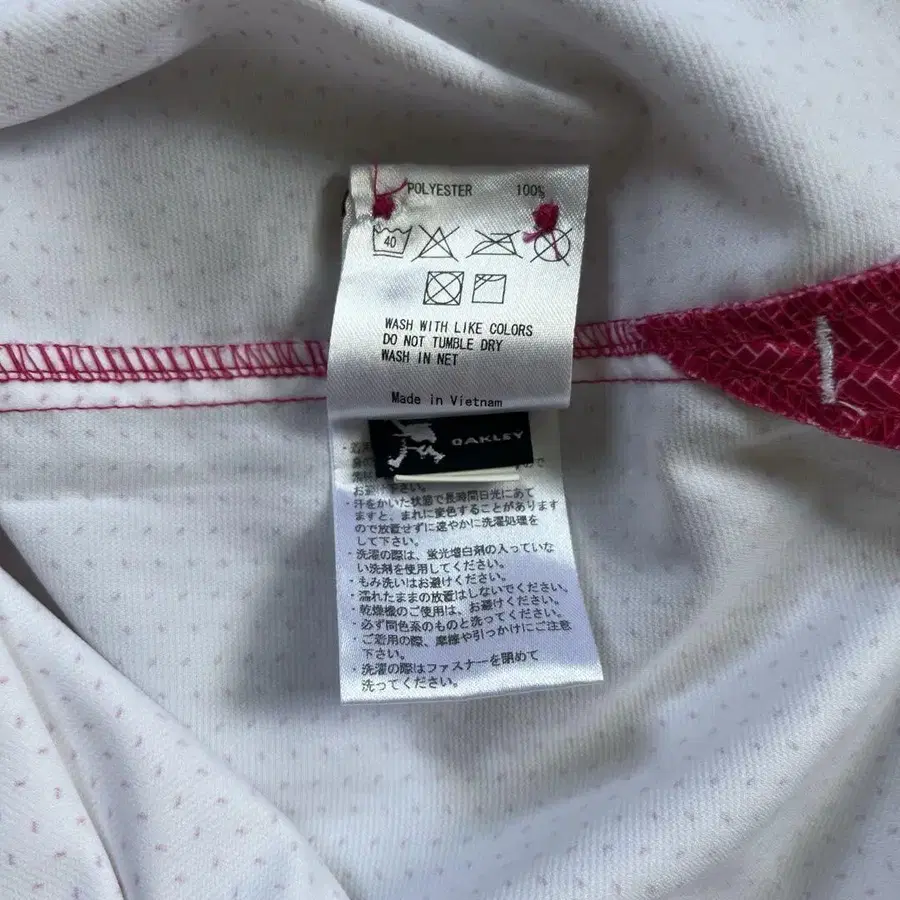 POLYESTER 100%
40
WASH WITH LIKE COLORS
DO NOT TUMBLE DRY
WASH IN NET
Made in Vietnam
OAKLEY
お避け下さい。
・汗をかいた状態で長時間日光にあて
ますと、まれに変色することがあります
ので放置せずに速やかに洗濯処理を
して下さい。
・洗濯の際は、蛍光増白剤の入っていな
い洗剤を使用してください。
・もみ洗いはお避けください。
・濡れたままの放置はしないでください。
・乾燥機のご使用は、お避けください。
・必ず同色系のものと洗ってください。
・ご着用の際、摩擦や引っかけにご注意
下さい。
・洗濯の際はファスナーを閉めて
洗ってください。